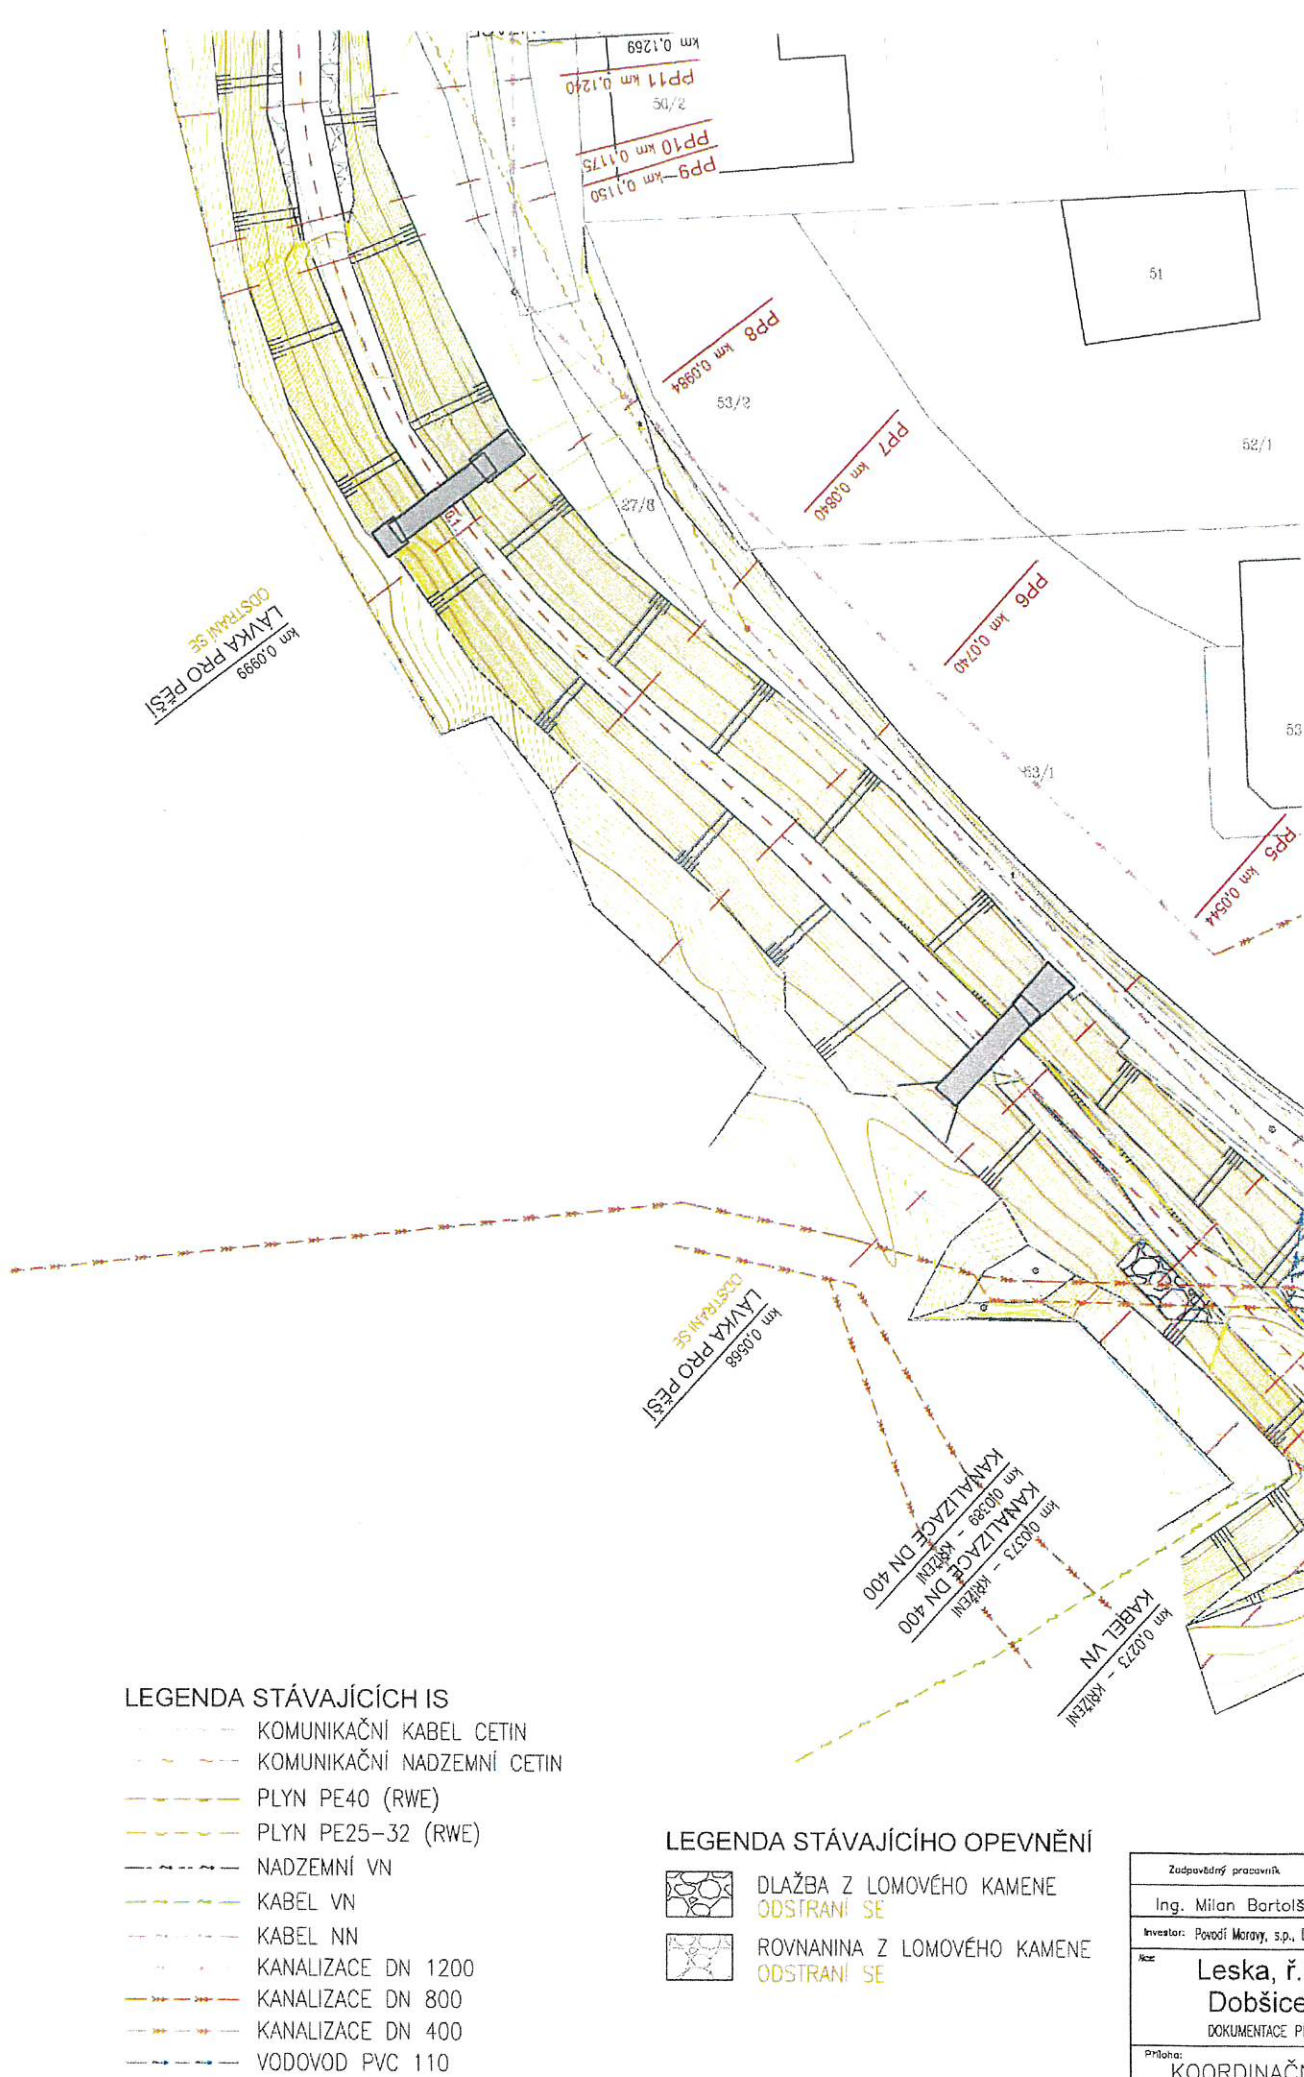 km 0,1269
PP11 km 0,1240
50/2
PP10 km 0,1175
PP9 km 0,1150
51
PP8 km 0,0984
53/2
PP7 km 0,0840
52/1
27/8
0,1
PP6 km 0,0740
ODSTRANÍ SE
LÁVKA PRO PĚŠÍ
km 0,0999
53
53/1
PP5 km 0,0544
ODSTRANÍ SE
LÁVKA PRO PĚŠÍ
km 0,0568
KANALIZACE DN 400
km 0,0389 - KŘÍŽENÍ
KANALIZACE DN 400
km 0,0373 - KŘÍŽENÍ
KABEL VN
km 0,0273 - KŘÍŽENÍ
LEGENDA STÁVAJÍCÍCH IS
KOMUNIKAČNÍ KABEL CETIN
KOMUNIKAČNÍ NADZEMNÍ CETIN
PLYN PE40 (RWE)
PLYN PE25-32 (RWE)
NADZEMNÍ VN
KABEL VN
KABEL NN
KANALIZACE DN 1200
KANALIZACE DN 800
KANALIZACE DN 400
VODOVOD PVC 110
LEGENDA STÁVAJÍCÍHO OPEVNĚNÍ
DLAŽBA Z LOMOVÉHO KAMENE
ODSTRANÍ SE
ROVNANINA Z LOMOVÉHO KAMENE
ODSTRANÍ SE
Zodpovědný pracovník
Ing. Milan Bartolš
Investor: Povodí Moravy, s.p.,
Leska, ř.
Dobšice
DOKUMENTACE
Příloha:
KOORDINAČN